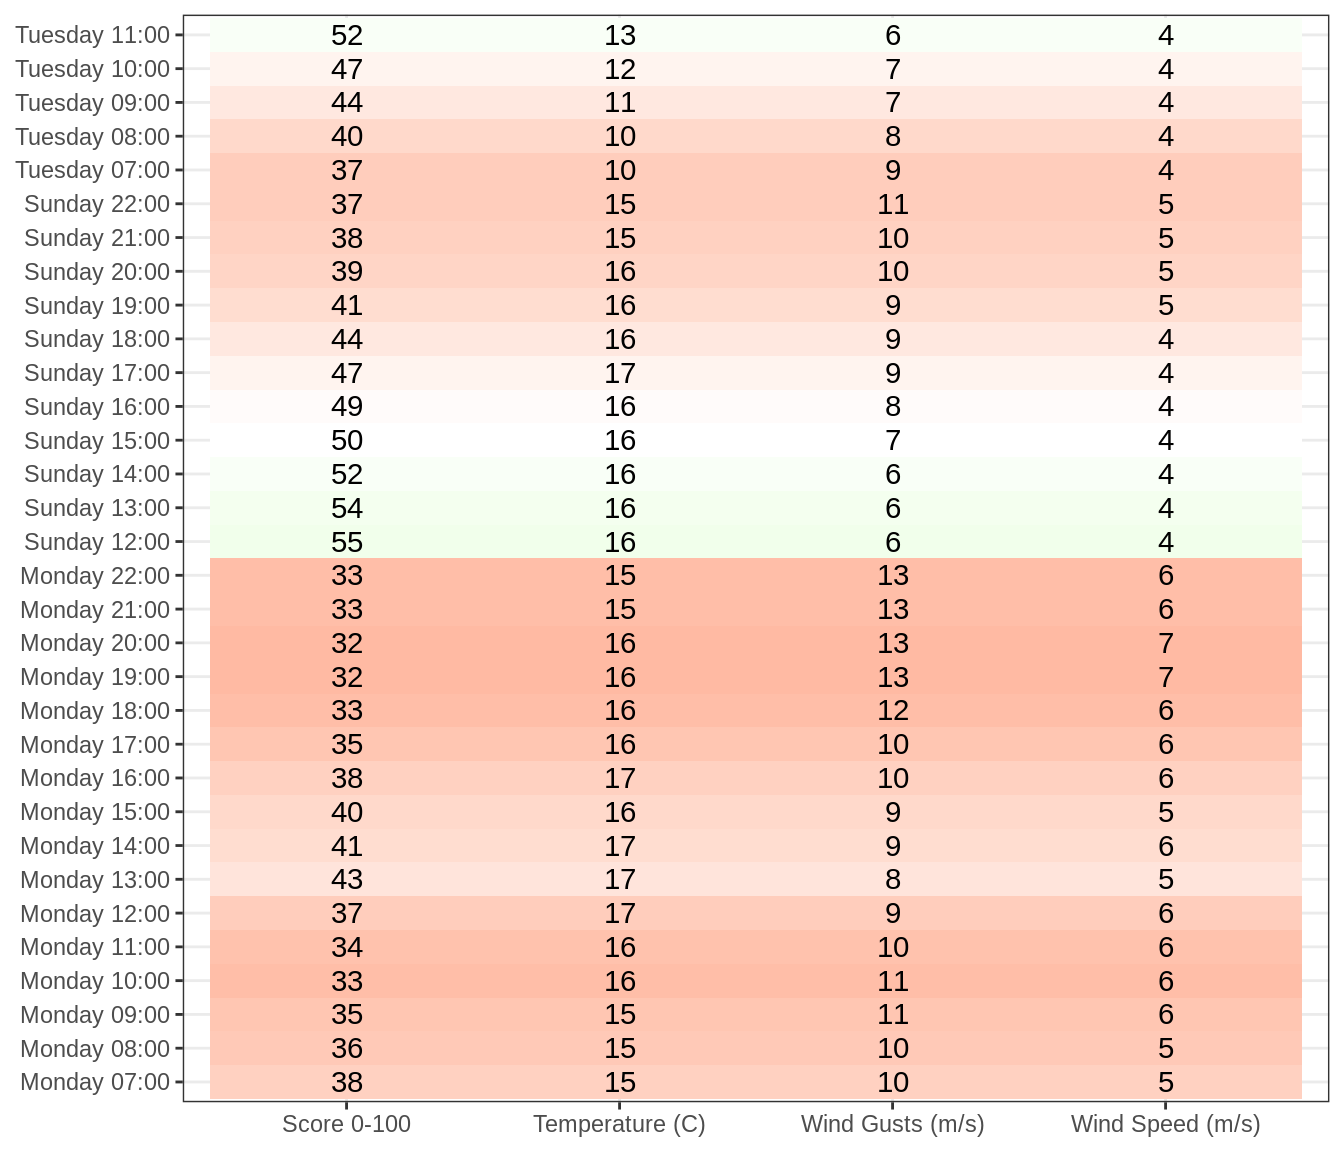 Tuesday 11:00 52 13 6 4
Tuesday 10:00 47 12 7 4
Tuesday 09:00 44 11 7 4
Tuesday 08:00 40 10 8 4
Tuesday 07:00 37 10 9 4
Sunday 22:00 37 15 11 5
Sunday 21:00 38 15 10 5
Sunday 20:00 39 16 10 5
Sunday 19:00 41 16 9 5
Sunday 18:00 44 16 9 4
Sunday 17:00 47 17 9 4
Sunday 16:00 49 16 8 4
Sunday 15:00 50 16 7 4
Sunday 14:00 52 16 6 4
Sunday 13:00 54 16 6 4
Sunday 12:00 55 16 6 4
Monday 22:00 33 15 13 6
Monday 21:00 33 15 13 6
Monday 20:00 32 16 13 7
Monday 19:00 32 16 13 7
Monday 18:00 33 16 12 6
Monday 17:00 35 16 10 6
Monday 16:00 38 17 10 6
Monday 15:00 40 16 9 5
Monday 14:00 41 17 9 6
Monday 13:00 43 17 8 5
Monday 12:00 37 17 9 6
Monday 11:00 34 16 10 6
Monday 10:00 33 16 11 6
Monday 09:00 35 15 11 6
Monday 08:00 36 15 10 5
Monday 07:00 38 15 10 5
Score 0-100 Temperature (C) Wind Gusts (m/s) Wind Speed (m/s)